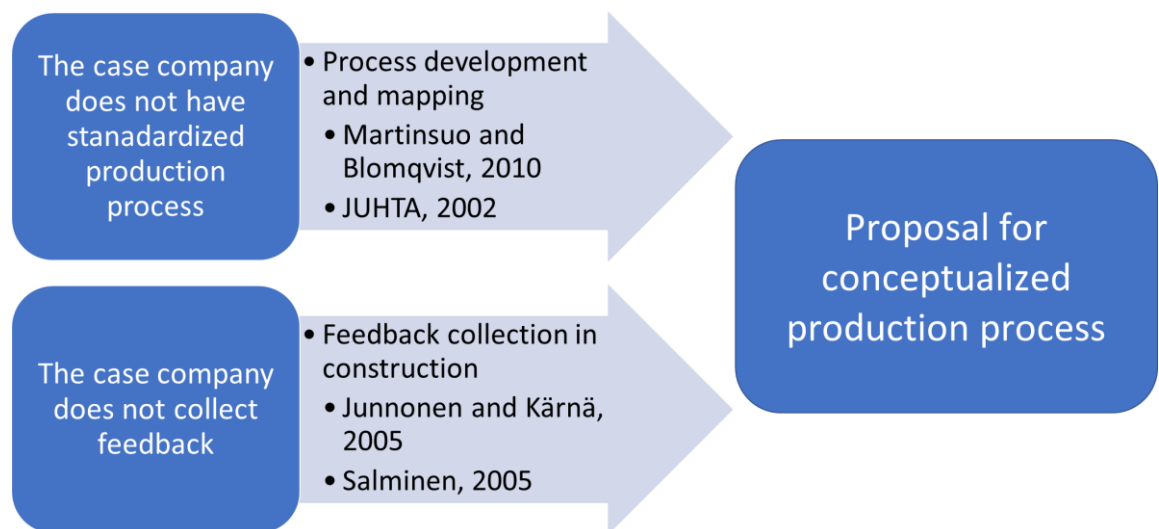 The case company
does not have
stanadardized
production
process
• Process development
and mapping
• Martinsuo and
Blomqvist, 2010
• JUHTA, 2002
The case company
does not collect
feedback
• Feedback collection in
construction
• Junnonen and Kärnä,
2005
• Salminen, 2005
Proposal for
conceptualized
production process